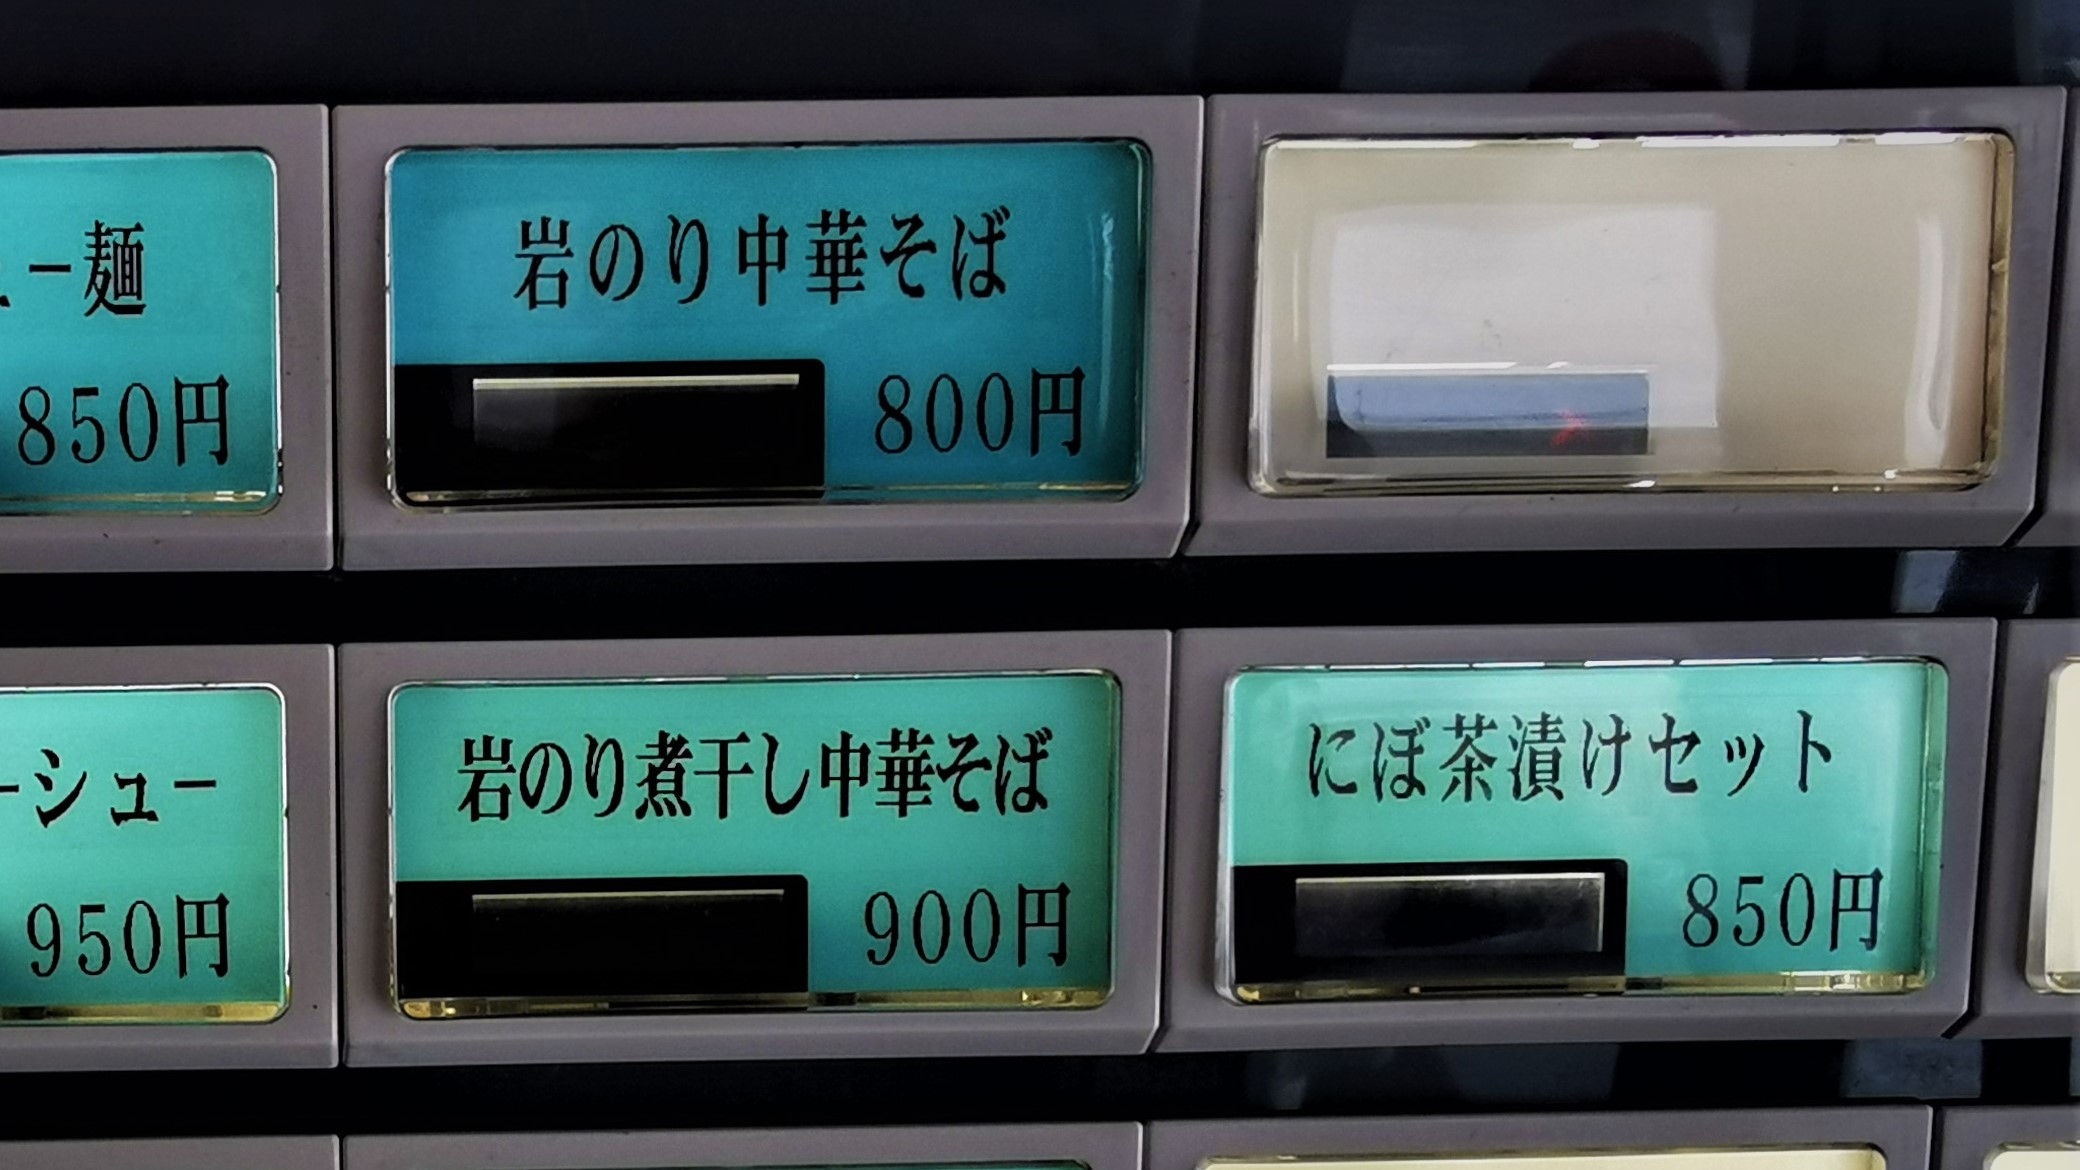 ュー麺
850円
岩のり中華そば
800円
ーシュー
950円
岩のり煮干し中華そば
900円
にぼ茶漬けセット
850円